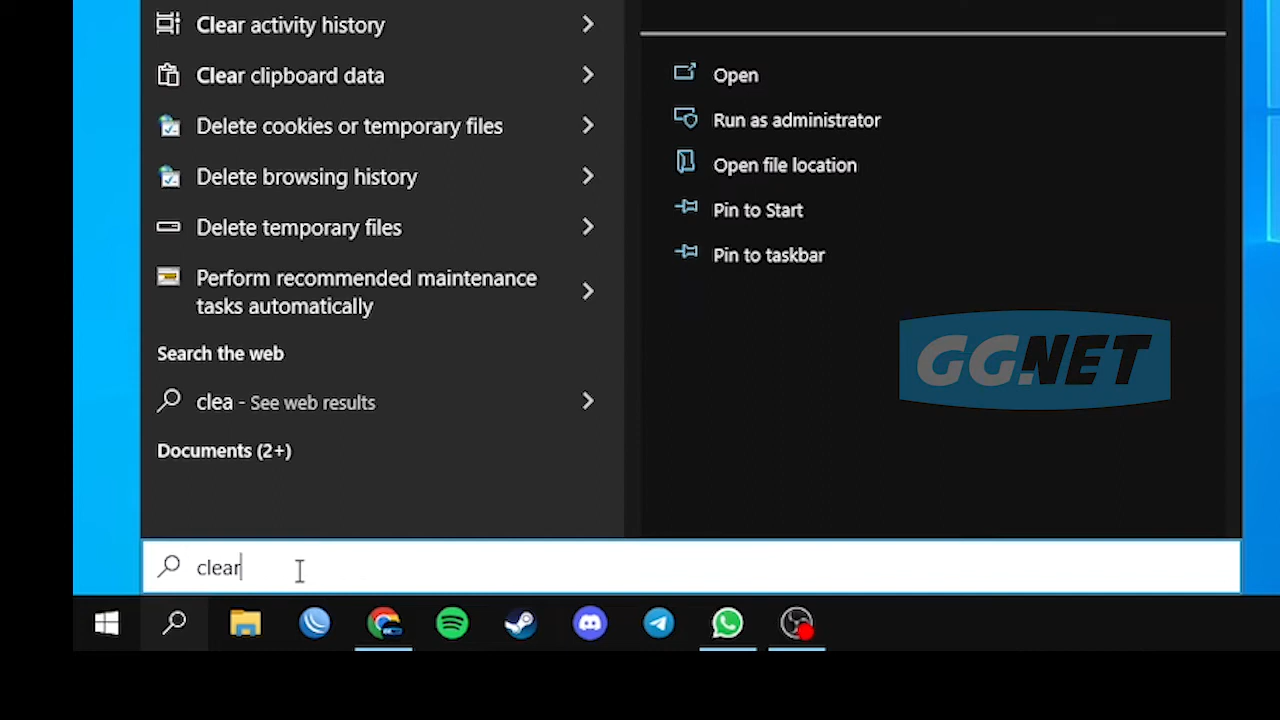 Clear activity history
Clear clipboard data
Delete cookies or temporary files
Delete browsing history
Delete temporary files
Perform recommended maintenance
tasks automatically
Search the web
clea - See web results
Documents (2+)
clear
Open
Run as administrator
Open file location
Pin to Start
Pin to taskbar
GG.NET